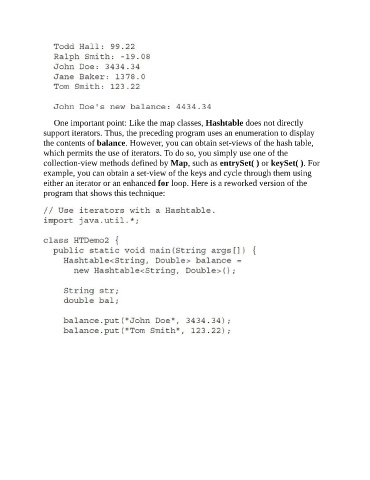 Todd Hall: 99.22
Ralph Smith: -19.08
John Doe: 3434.34
Jane Baker: 1378.0
Tom Smith: 123.22
John Doe's new balance: 4434.34
One important point: Like the map classes, Hashtable does not directly
support iterators. Thus, the preceding program uses an enumeration to display
the contents of balance. However, you can obtain set-views of the hash table,
which permits the use of iterators. To do so, you simply use one of the
collection-view methods defined by Map, such as entrySet( ) or keySet( ). For
example, you can obtain a set-view of the keys and cycle through them using
either an iterator or an enhanced for loop. Here is a reworked version of the
program that shows this technique:
// Use iterators with a Hashtable.
import java.util.*;
class HTDemo2 {
public static void main(String args[]) {
Hashtable<String, Double> balance =
new Hashtable<String, Double>();
String str;
double bal;
balance.put("John Doe", 3434.34);
balance.put("Tom Smith", 123.22);